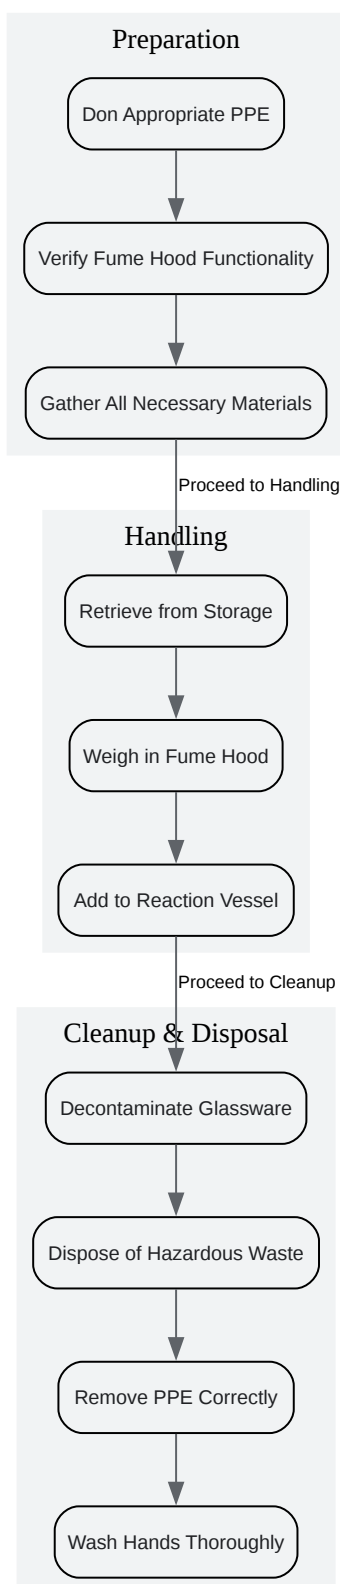 Preparation
Don Appropriate PPE
Verify Fume Hood Functionality
Gather All Necessary Materials
Proceed to Handling
Handling
Retrieve from Storage
Weigh in Fume Hood
Add to Reaction Vessel
Proceed to Cleanup
Cleanup & Disposal
Decontaminate Glassware
Dispose of Hazardous Waste
Remove PPE Correctly
Wash Hands Thoroughly